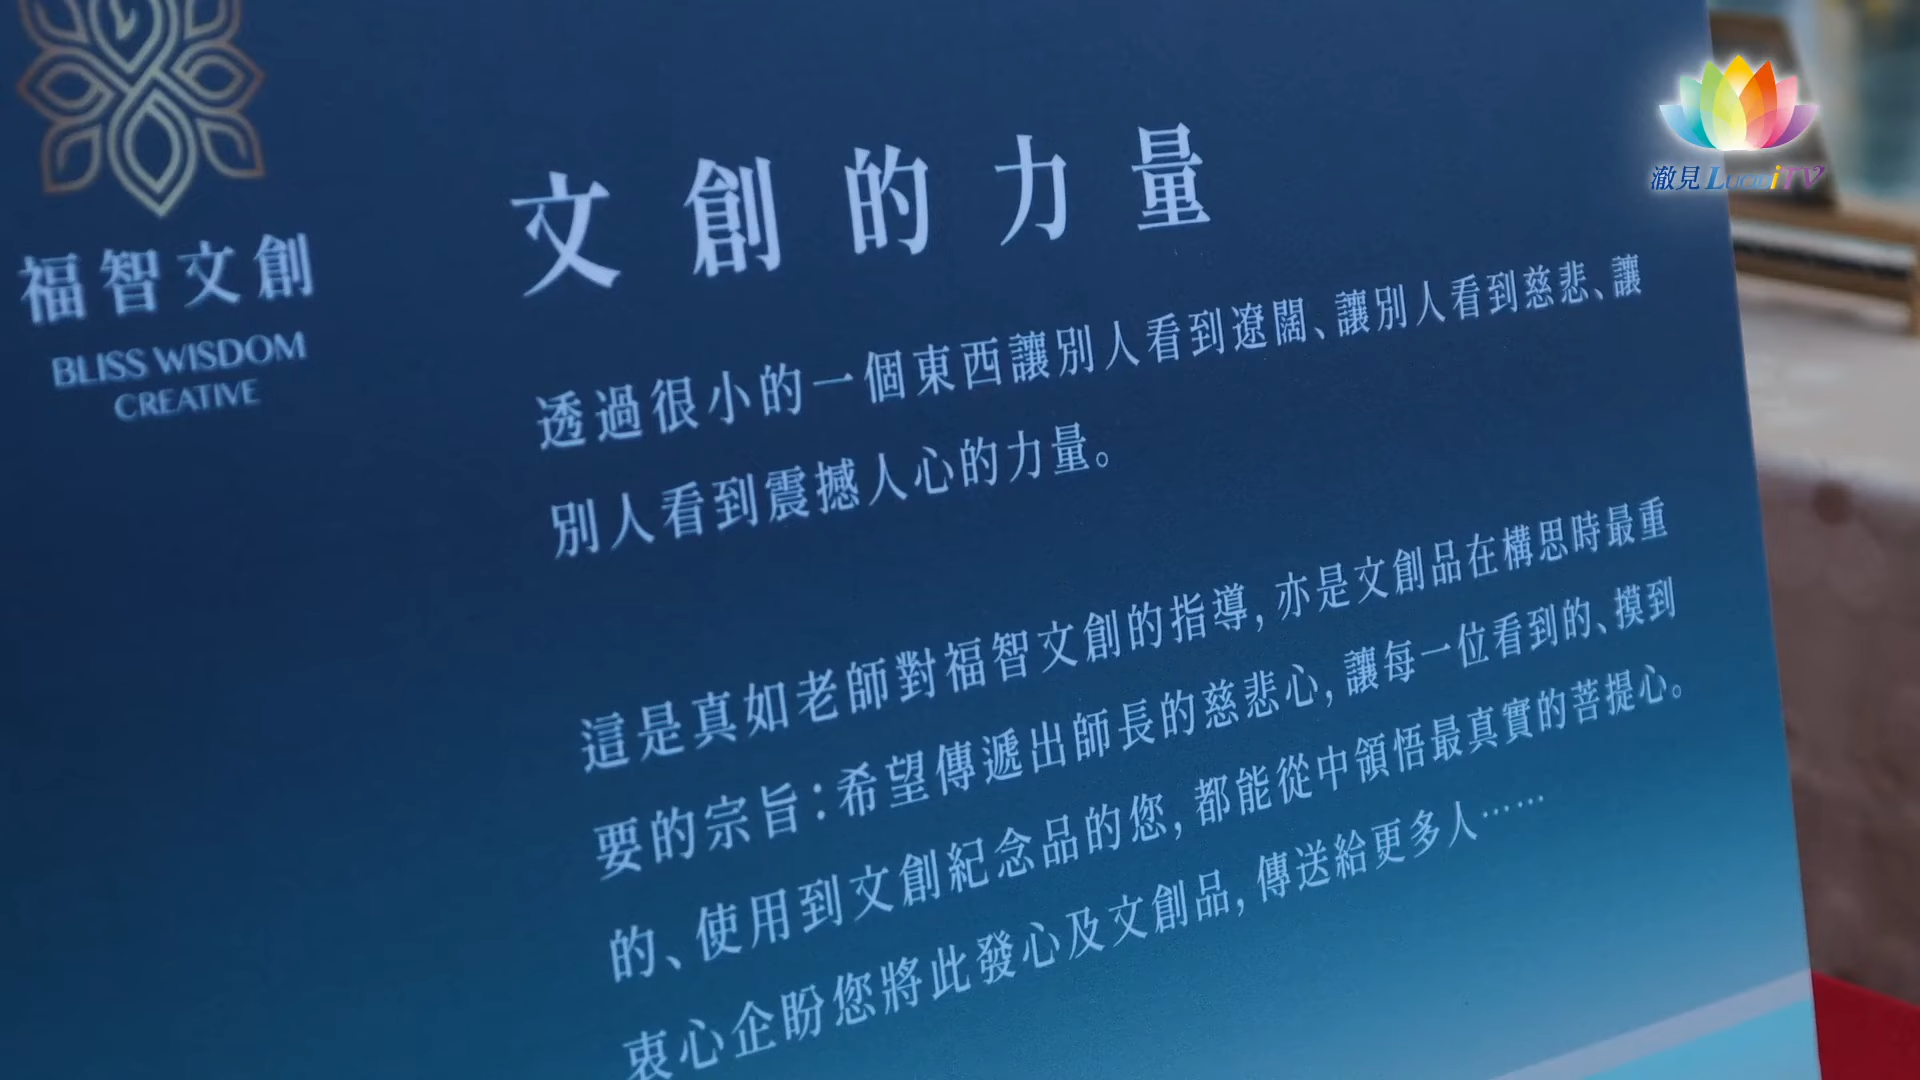 福智文創
BLISS WISDOM
CREATIVE
澈見 LUCIDiTV
文創的力量
透過很小的一個東西讓別人看到遼闊、讓別人看到慈悲、讓
別人看到震撼人心的力量。
這是真如老師對福智文創的指導,亦是文創品在構思時最重
要的宗旨:希望傳遞出師長的慈悲心,讓每一位看到的、摸到
的、使用到文創紀念品的您,都能從中領悟最真實的菩提心。
衷心企盼您將此發心及文創品,傳送給更多人⋯⋯